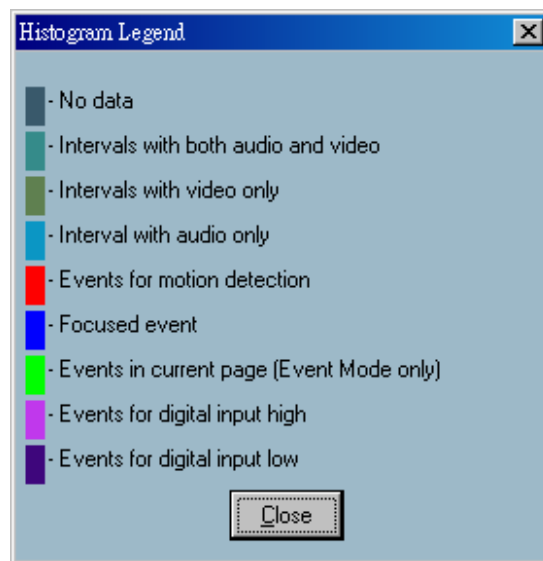 Histogram Legend
- No data
- Intervals with both audio and video
- Intervals with video only
- Interval with audio only
- Events for motion detection
- Focused event
- Events in current page (Event Mode only)
- Events for digital input high
- Events for digital input low
Close